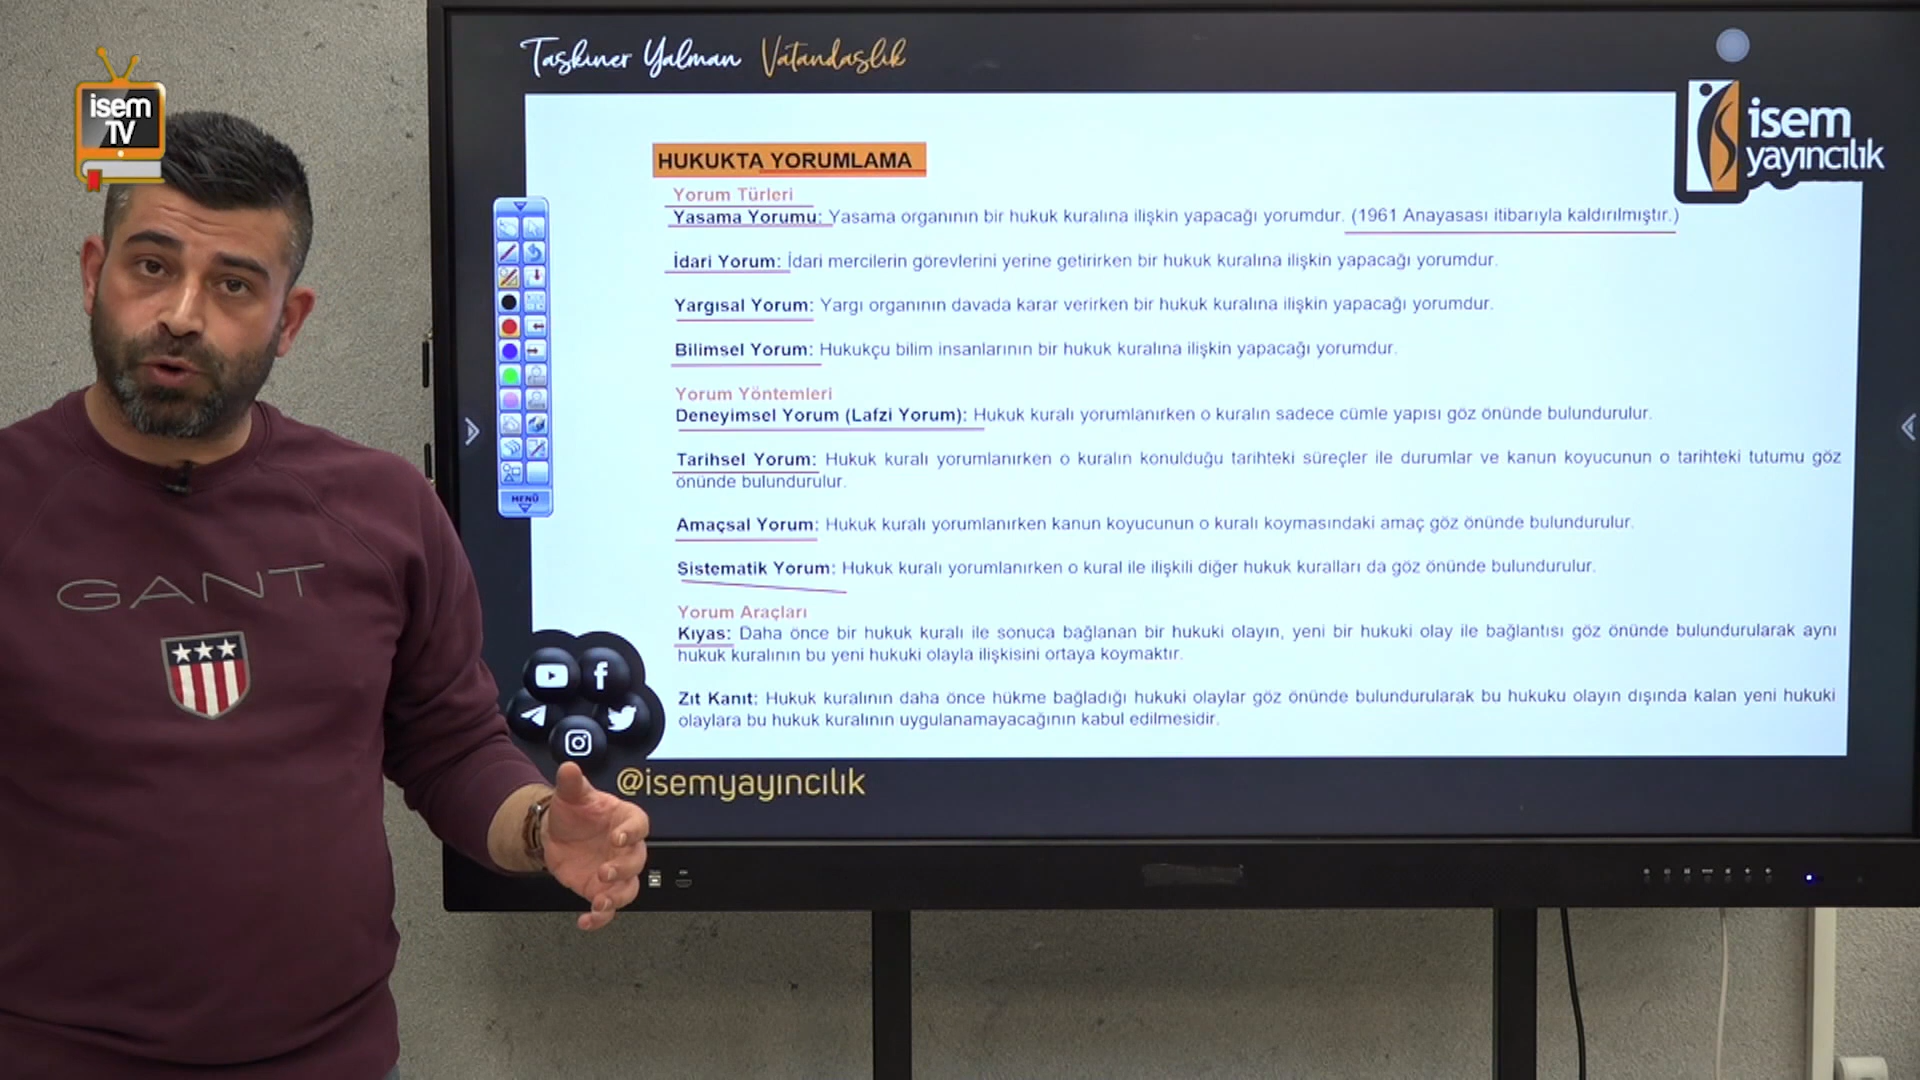 isem
TV
Taşkıner Yalman Vatandaşlık
isem
yayıncılık
HUKUKTA YORUMLAMA
Yorum Türleri
Yasama Yorumu: Yasama organının bir hukuk kuralına ilişkin yapacağı yorumdur. (1961 Anayasası itibarıyla kaldırılmıştır.)
İdari Yorum: İdari mercilerin görevlerini yerine getirirken bir hukuk kuralına ilişkin yapacağı yorumdur.
Yargısal Yorum: Yargı organının davada karar verirken bir hukuk kuralına ilişkin yapacağı yorumdur.
Bilimsel Yorum: Hukukçu bilim insanlarının bir hukuk kuralına ilişkin yapacağı yorumdur.
Yorum Yöntemleri
Deneyimsel Yorum (Lafzi Yorum): Hukuk kuralı yorumlanırken o kuralın sadece cümle yapısı göz önünde bulundurulur.
Tarihsel Yorum: Hukuk kuralı yorumlanırken o kuralın konulduğu tarihteki süreçler ile durumlar ve kanun koyucunun o tarihteki tutumu göz
önünde bulundurulur.
Amaçsal Yorum: Hukuk kuralı yorumlanırken kanun koyucunun o kuralı koymasındaki amaç göz önünde bulundurulur.
Sistematik Yorum: Hukuk kuralı yorumlanırken o kural ile ilişkili diğer hukuk kuralları da göz önünde bulundurulur.
Yorum Araçları
Kıyas: Daha önce bir hukuk kuralı ile sonuca bağlanan bir hukuki olayın, yeni bir hukuki olay ile bağlantısı göz önünde bulundurularak aynı
hukuk kuralının bu yeni hukuki olayla ilişkisini ortaya koymaktır.
Zıt Kanıt: Hukuk kuralının daha önce hükme bağladığı hukuki olaylar göz önünde bulundurularak bu hukuku olayın dışında kalan yeni hukuki
olaylara bu hukuk kuralının uygulanamayacağının kabul edilmesidir.
MENÜ
@isemyayıncılık
GANT